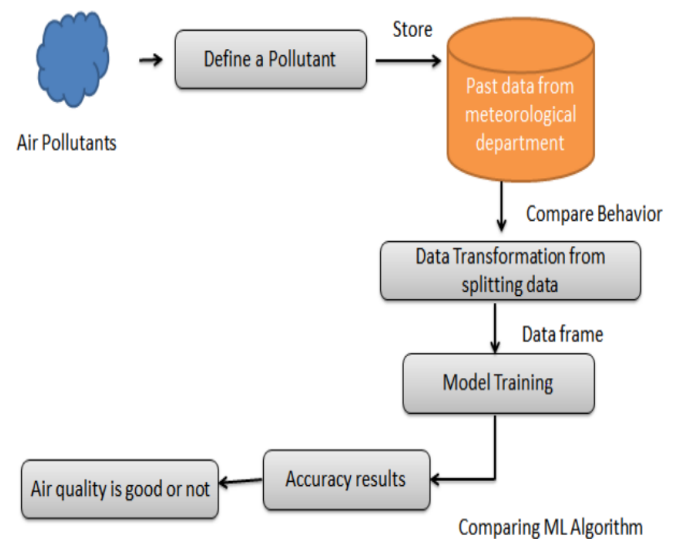 Store
Define a Pollutant
Past data from
meteorological
department
Air Pollutants
Compare Behavior
Data Transformation from
splitting data
Data frame
Model Training
Accuracy results
Air quality is good or not
Comparing ML Algorithm